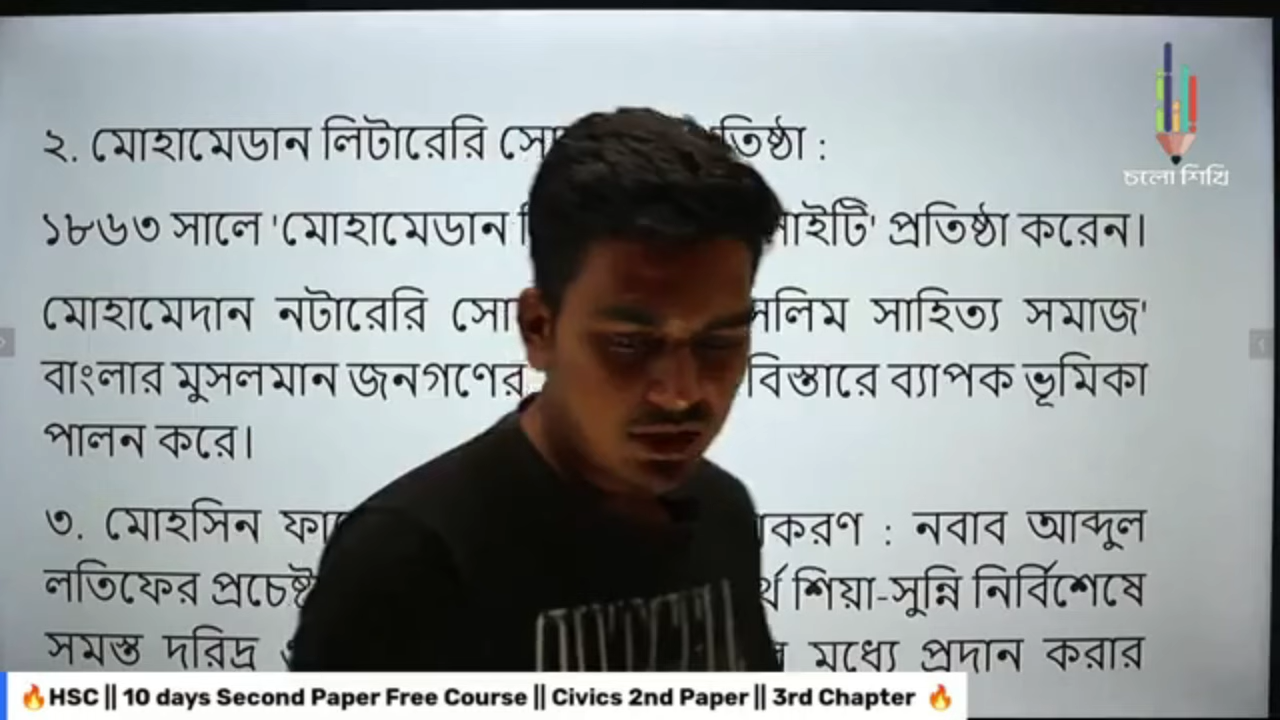 ২. মোহামেডান লিটারেরি সো তিষ্ঠা :
১৮৬৩ সালে 'মোহামেডান সাইটি' প্রতিষ্ঠা করেন।
মোহামেদান নটারেরি সো সলিম সাহিত্য সমাজ'
বাংলার মুসলমান জনগণের বিস্তারে ব্যাপক ভূমিকা
পালন করে।
৩. মোহসিন করণ : নবাব আব্দুল
লতিফের শিয়া-সুন্নি নির্বিশেষে
সমস্ত দরিদ্র মধ্যে প্রদান করার
চলো শিখি
🔥HSC || 10 days Second Paper Free Course || Civics 2nd Paper || 3rd Chapter 🔥